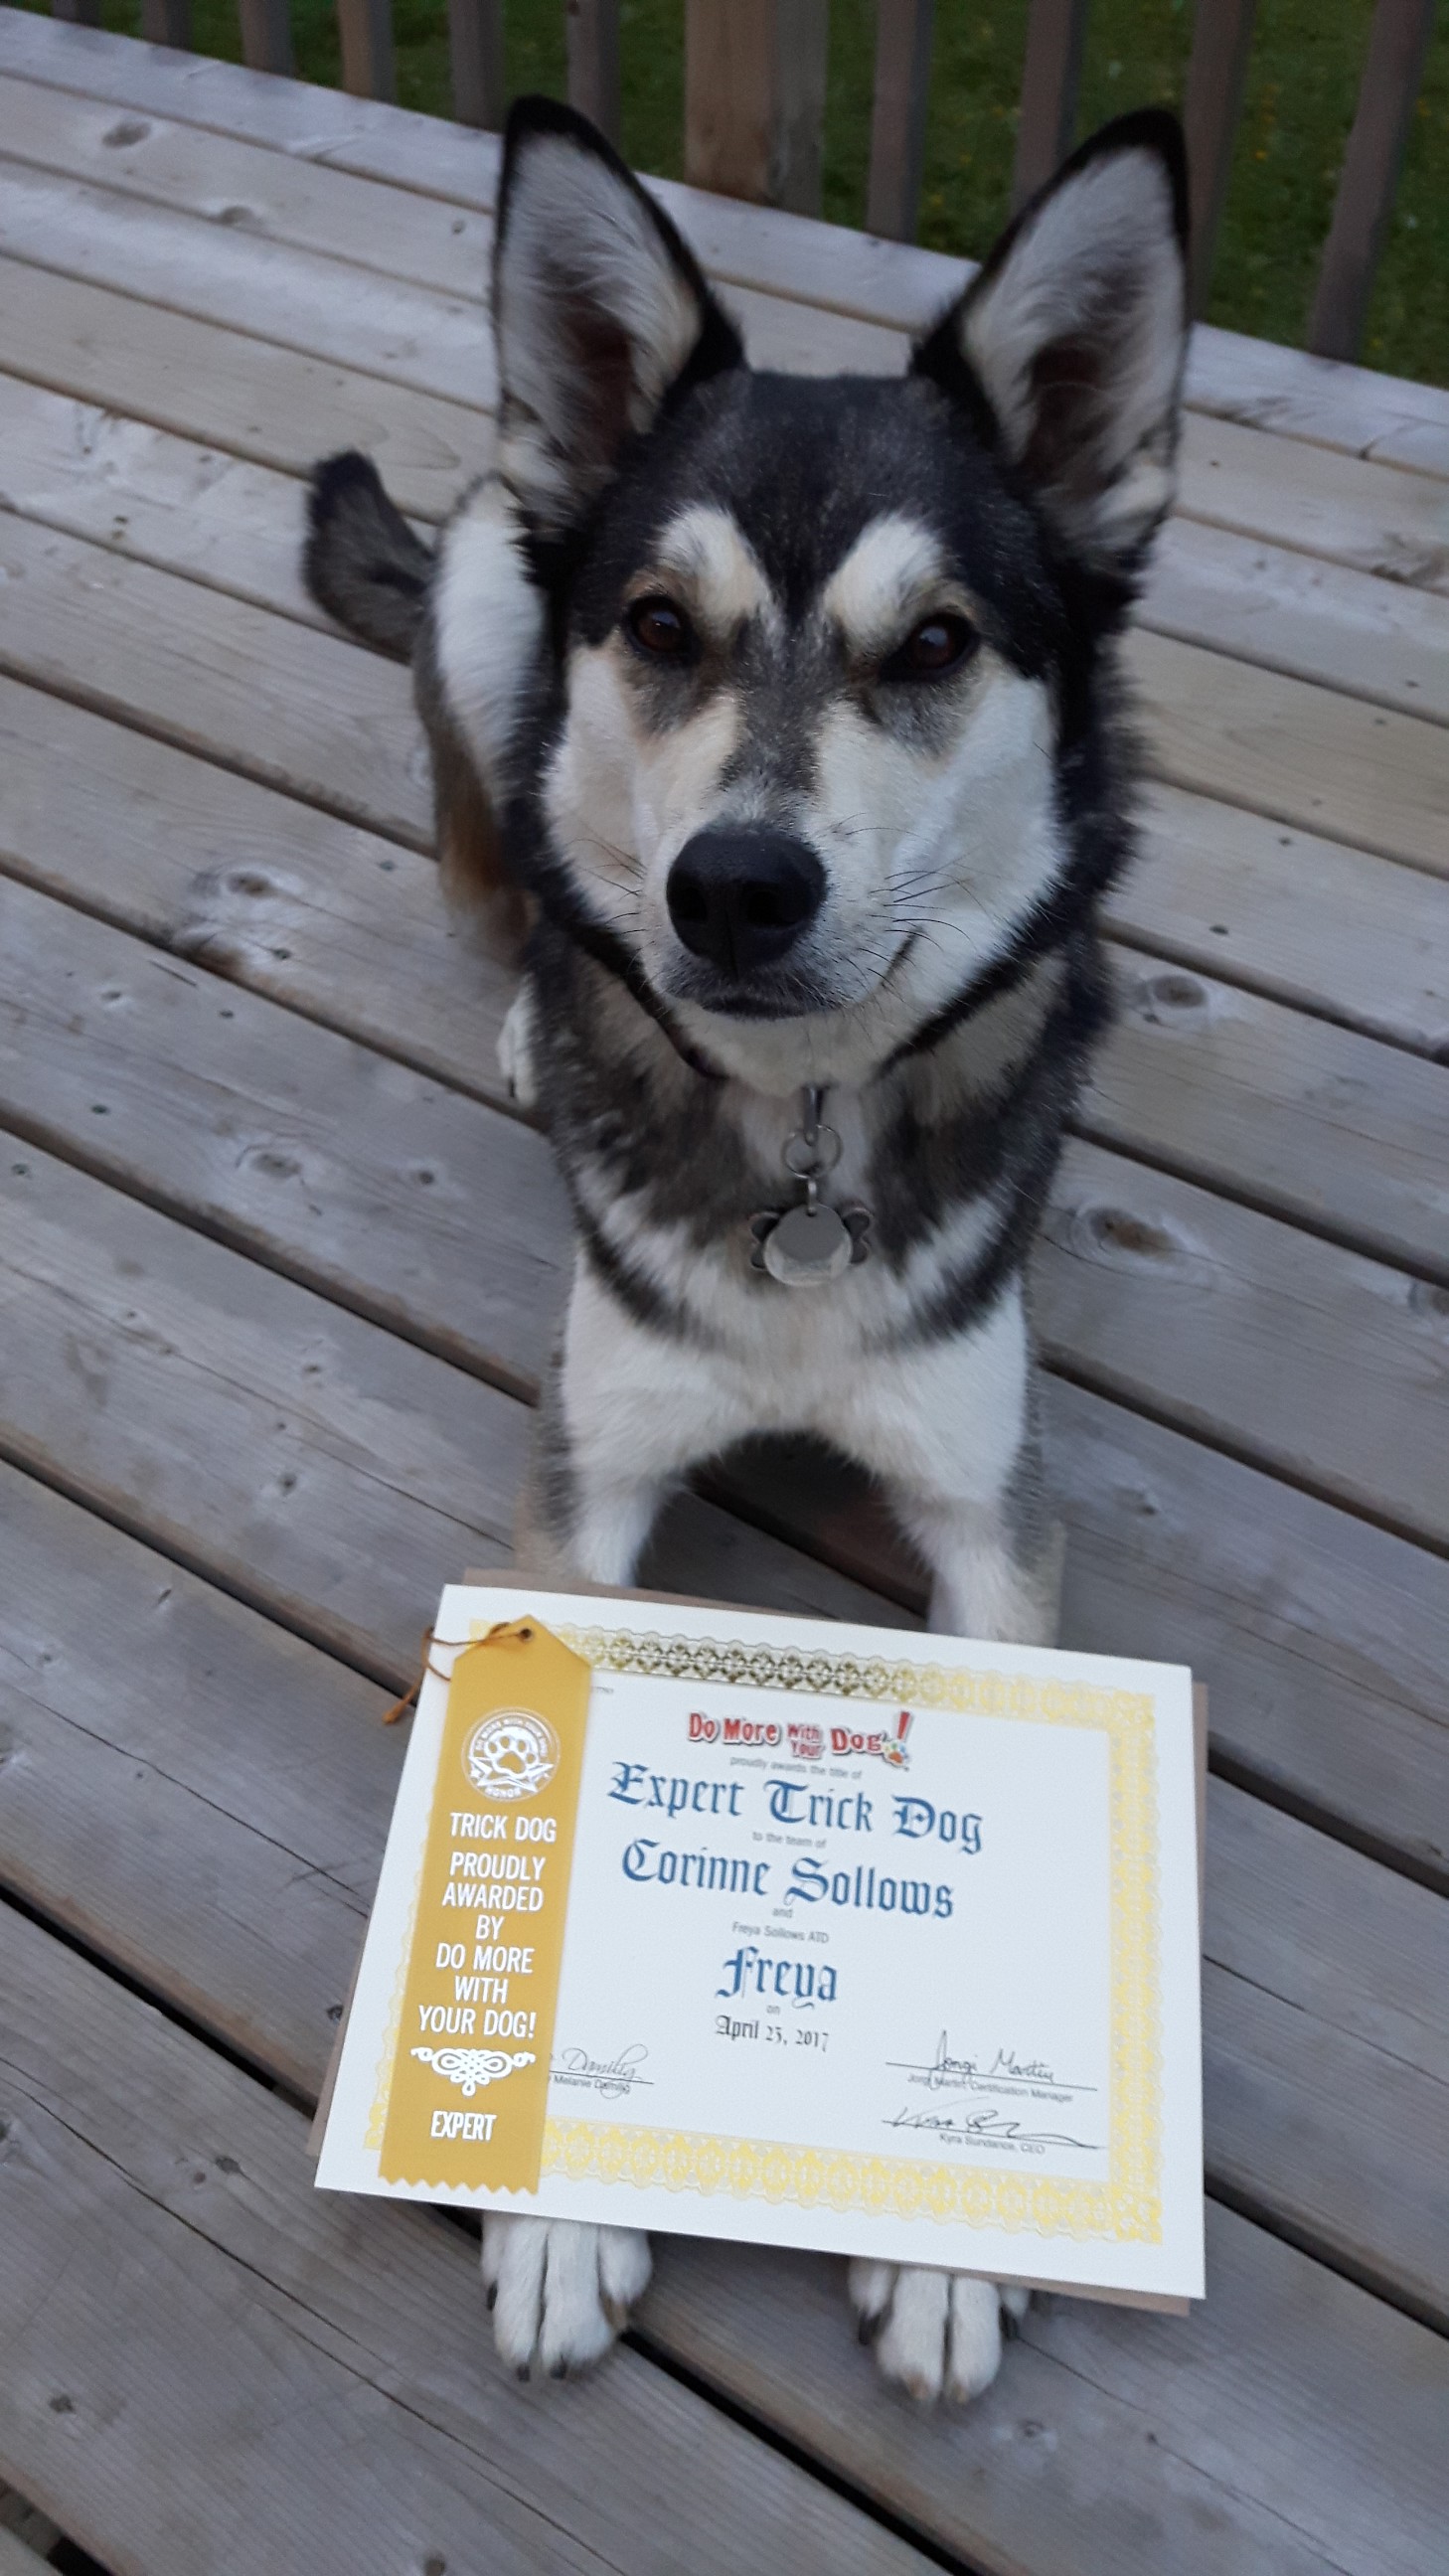 DO MORE WITH YOUR DOG!
HONOR
TRICK DOG
PROUDLY
AWARDED
BY
DO MORE
WITH
YOUR DOG!
EXPERT
Do More With Your Dog!
proudly awards the title of
Expert Trick Dog
to the team of
Corinne Sollows
and
Freya Sollows ATD
Freya
on
April 25, 2017
Melanie
Jorgi Martin
Martin, Certification Manager
Kyra Sundance, CEO